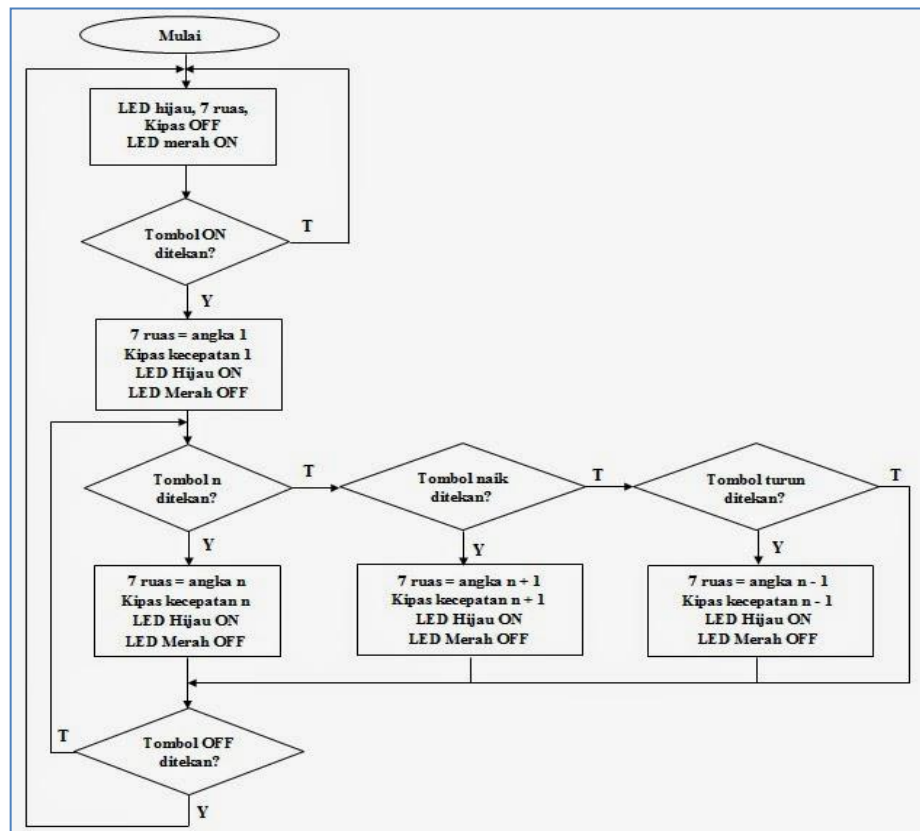 Mulai
LED hijau, 7 ruas,
Kipas OFF
LED merah ON
Tombol ON
ditekan?
T
Y
7 ruas = angka 1
Kipas kecepatan 1
LED Hijau ON
LED Merah OFF
Tombol n
ditekan?
T
Tombol naik
ditekan?
T
Tombol turun
ditekan?
T
Y
Y
Y
7 ruas = angka n
Kipas kecepatan n
LED Hijau ON
LED Merah OFF
7 ruas = angka n + 1
Kipas kecepatan n + 1
LED Hijau ON
LED Merah OFF
7 ruas = angka n - 1
Kipas kecepatan n - 1
LED Hijau ON
LED Merah OFF
T
Tombol OFF
ditekan?
Y